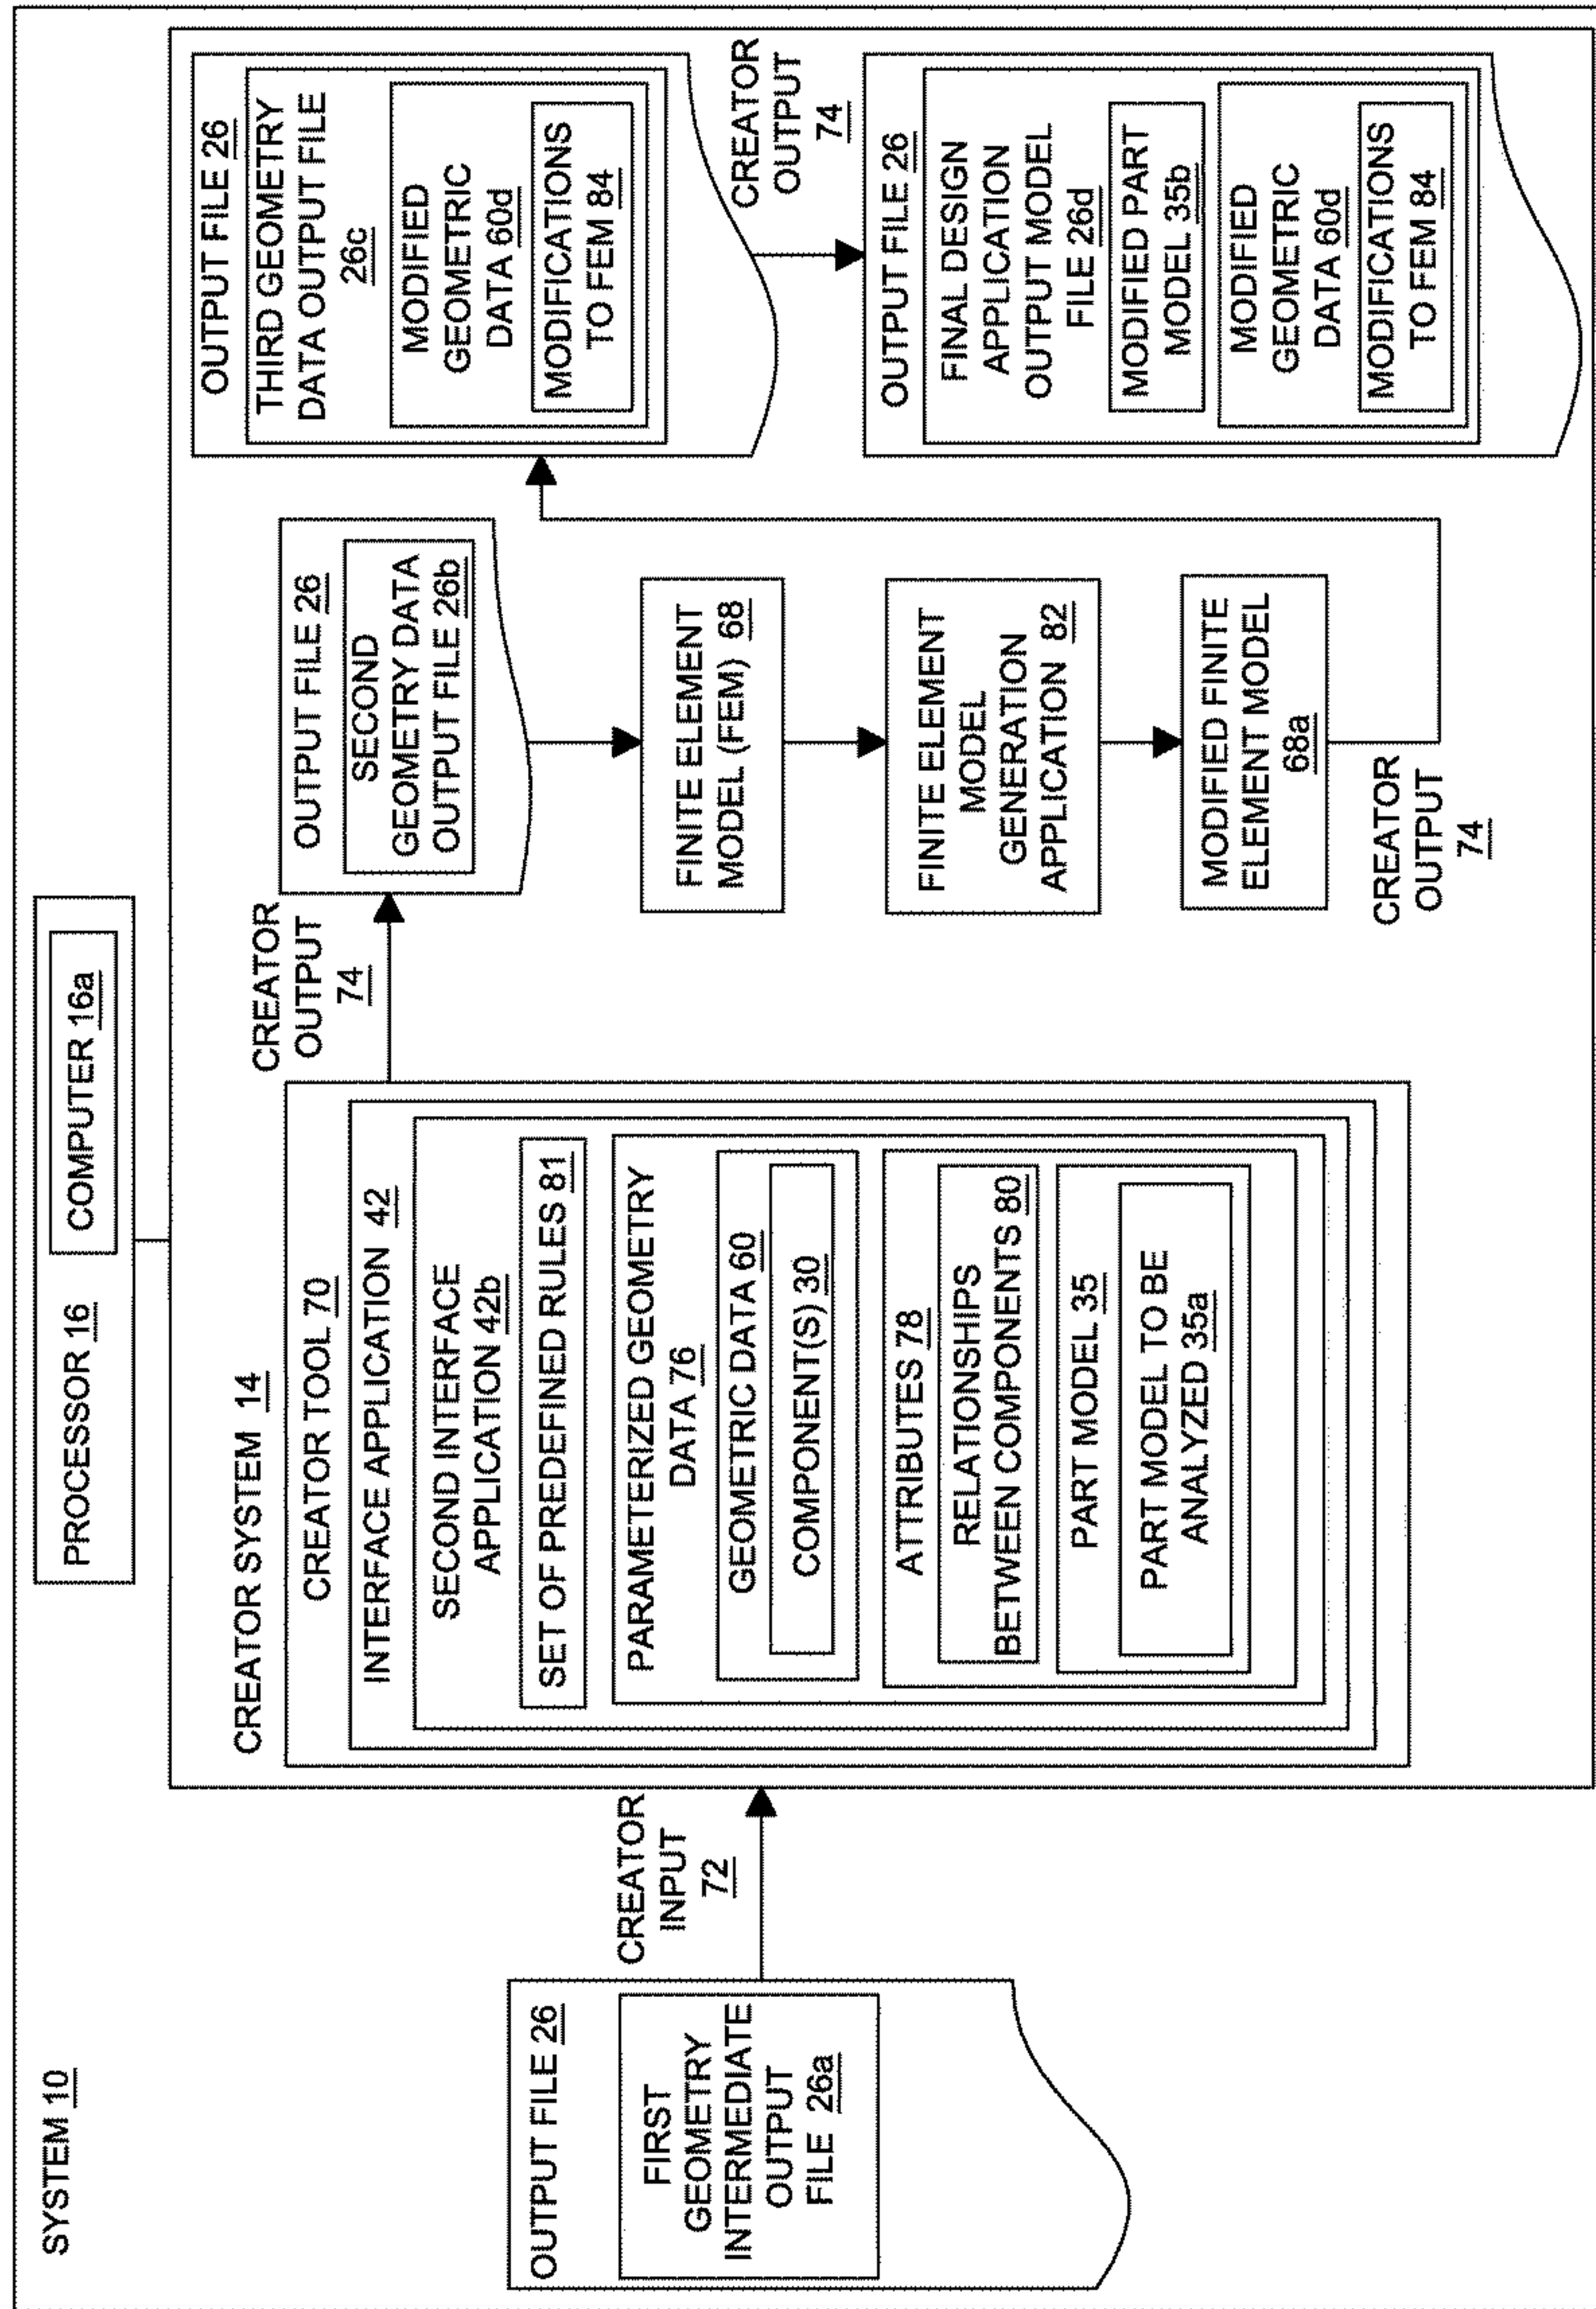 SYSTEM 10
PROCESSOR 16
COMPUTER 16a
OUTPUT FILE 26
FIRST
GEOMETRY
INTERMEDIATE
OUTPUT
FILE 26a
CREATOR
INPUT
72
CREATOR SYSTEM 14
CREATOR TOOL 70
INTERFACE APPLICATION 42
SECOND INTERFACE
APPLICATION 42b
SET OF PREDEFINED RULES 81
PARAMETERIZED GEOMETRY
DATA 76
GEOMETRIC DATA 60
COMPONENT(S) 30
ATTRIBUTES 78
RELATIONSHIPS
BETWEEN COMPONENTS 80
PART MODEL 35
PART MODEL TO BE
ANALYZED 35a
CREATOR
OUTPUT
74
OUTPUT FILE 26
SECOND
GEOMETRY DATA
OUTPUT FILE 26b
FINITE ELEMENT
MODEL (FEM) 68
FINITE ELEMENT
MODEL
GENERATION
APPLICATION 82
MODIFIED FINITE
ELEMENT MODEL
68a
CREATOR
OUTPUT
74
OUTPUT FILE 26
THIRD GEOMETRY
DATA OUTPUT FILE
26c
MODIFIED
GEOMETRIC
DATA 60d
MODIFICATIONS
TO FEM 84
CREATOR
OUTPUT
74
OUTPUT FILE 26
FINAL DESIGN
APPLICATION
OUTPUT MODEL
FILE 26d
MODIFIED PART
MODEL 35b
MODIFIED
GEOMETRIC
DATA 60d
MODIFICATIONS
TO FEM 84